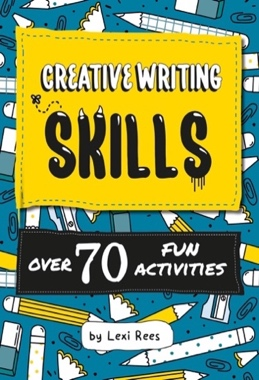 CREATIVE WRITING
SKILLS
OVER 70 FUN
ACTIVITIES
by Lexi Rees